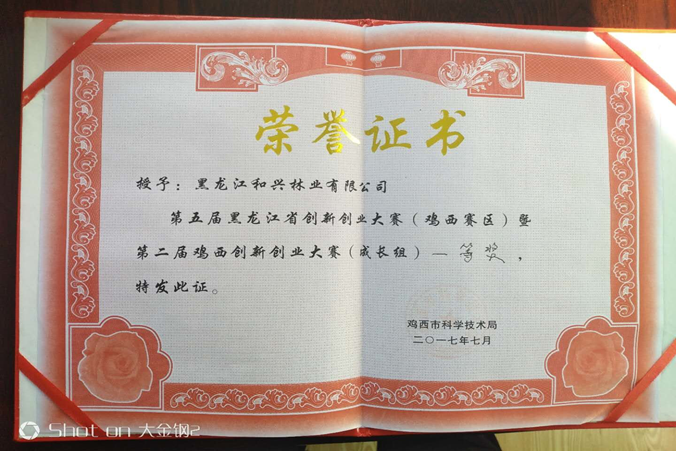 荣誉证书
授予：黑龙江和兴林业有限公司
第五届黑龙江省创新创业大赛（鸡西赛区）暨
第二届鸡西创新创业大赛（成长组）一等奖，
特发此证。
鸡西市科学技术局
二〇一七年七月
Shot on 大金钢2